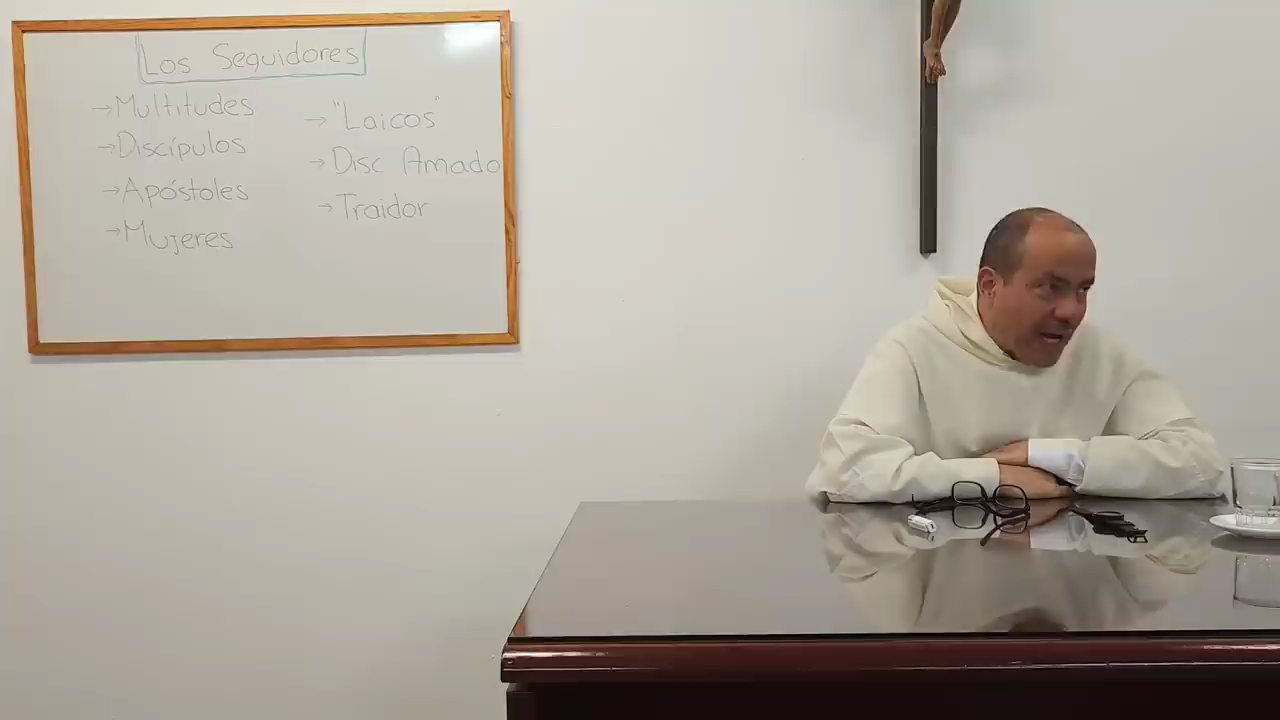 Los Seguidores
→Multitudes
→Discípulos
→Apóstoles
→Mujeres
→"Laicos"
→Disc Amado
→Traidor